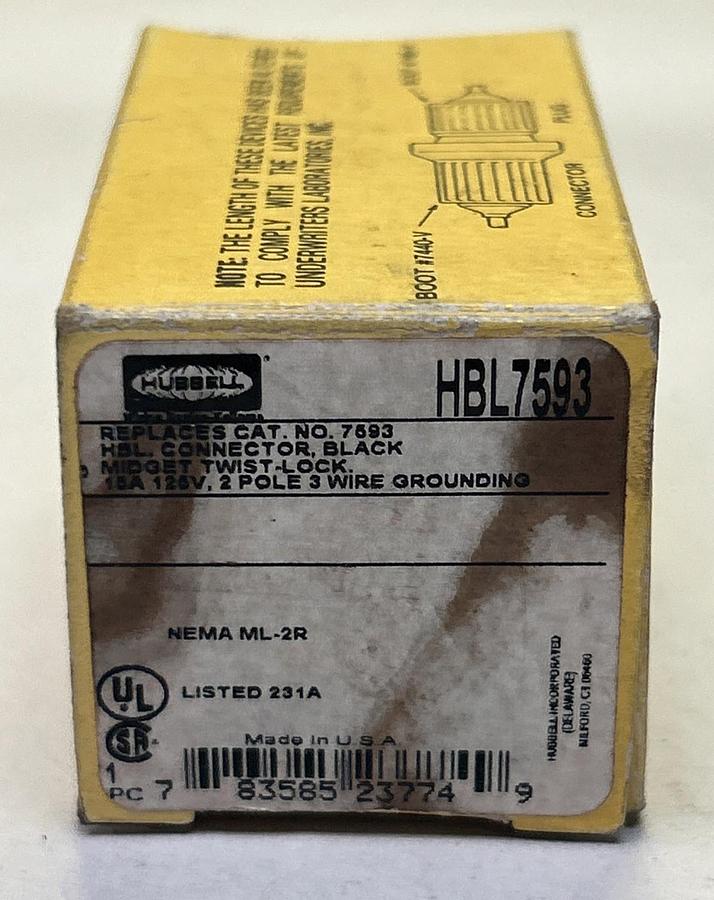 NOTE: THE LENGTH OF THESE DEVICES HAS BEEN ALTERED
TO COMPLY WITH THE LATEST REQUIREMENTS OF
UNDERWRITERS LABORATORIES, INC.
BOOT #7440-V
CONNECTOR
PLUG
HUBBELL
HBL7593
REPLACES CAT. NO. 7593
HBL. CONNECTOR, BLACK
MIDGET TWIST-LOCK.
15A 125V, 2 POLE 3 WIRE GROUNDING
NEMA ML-2R
UL
LISTED 231A
SA
Made in U S A
1
PC
7 83585 23774 9
HUBBELL INCORPORATED
(DELAWARE)
MILFORD, CT 06460